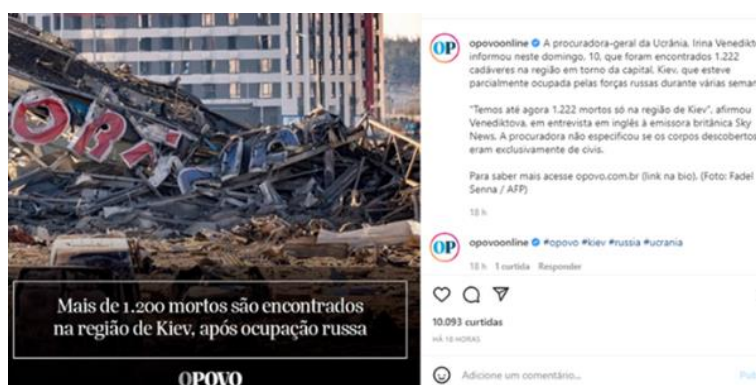 Mais de 1.200 mortos são encontrados
na região de Kiev, após ocupação russa
OPOVO
OP
opovoonline A procuradora-geral da Ucrânia, Irina Venedikt
informou neste domingo, 10, que foram encontrados 1.222
cadáveres na região em torno da capital, Kiev, que esteve
parcialmente ocupada pelas forças russas durante várias seman
"Temos até agora 1.222 mortos só na região de Kiev", afirmou
Venediktova, em entrevista em inglês à emissora britânica Sky
News. A procuradora não especificou se os corpos descobertos
eram exclusivamente de civis.
Para saber mais acesse opovo.com.br (link na bio). (Foto: Fadel
Senna / AFP)
18 h
OP
opovoonline #opovo #kiev #russia #ucrania
18 h 1 curtida Responder
10.093 curtidas
HÁ 18 HORAS
Adicione um comentário...